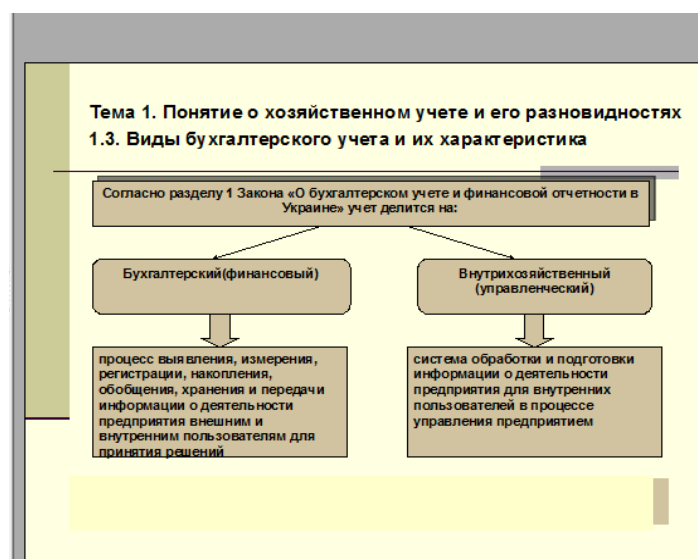 Тема 1. Понятие о хозяйственном учете и его разновидностях
1.3. Виды бухгалтерского учета и их характеристика
Согласно разделу 1 Закона «О бухгалтерском учете и финансовой отчетности в
Украине» учет делится на:
Бухгалтерский(финансовый)
Внутрихозяйственный
(управленческий)
процесс выявления, измерения,
регистрации, накопления,
обобщения, хранения и передачи
информации о деятельности
предприятия внешним и
внутренним пользователям для
принятия решений
система обработки и подготовки
информации о деятельности
предприятия для внутренних
пользователей в процессе
управления предприятием